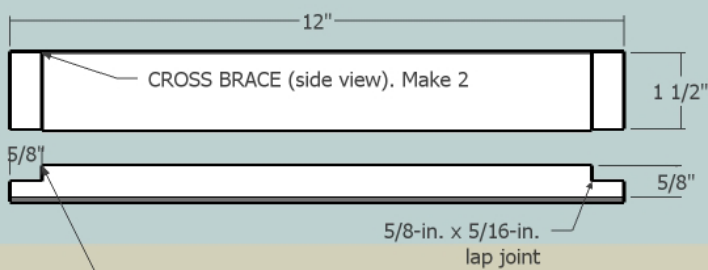 12"
CROSS BRACE (side view). Make 2
1 1/2"
5/8"
5/8"
5/8-in. x 5/16-in.
lap joint